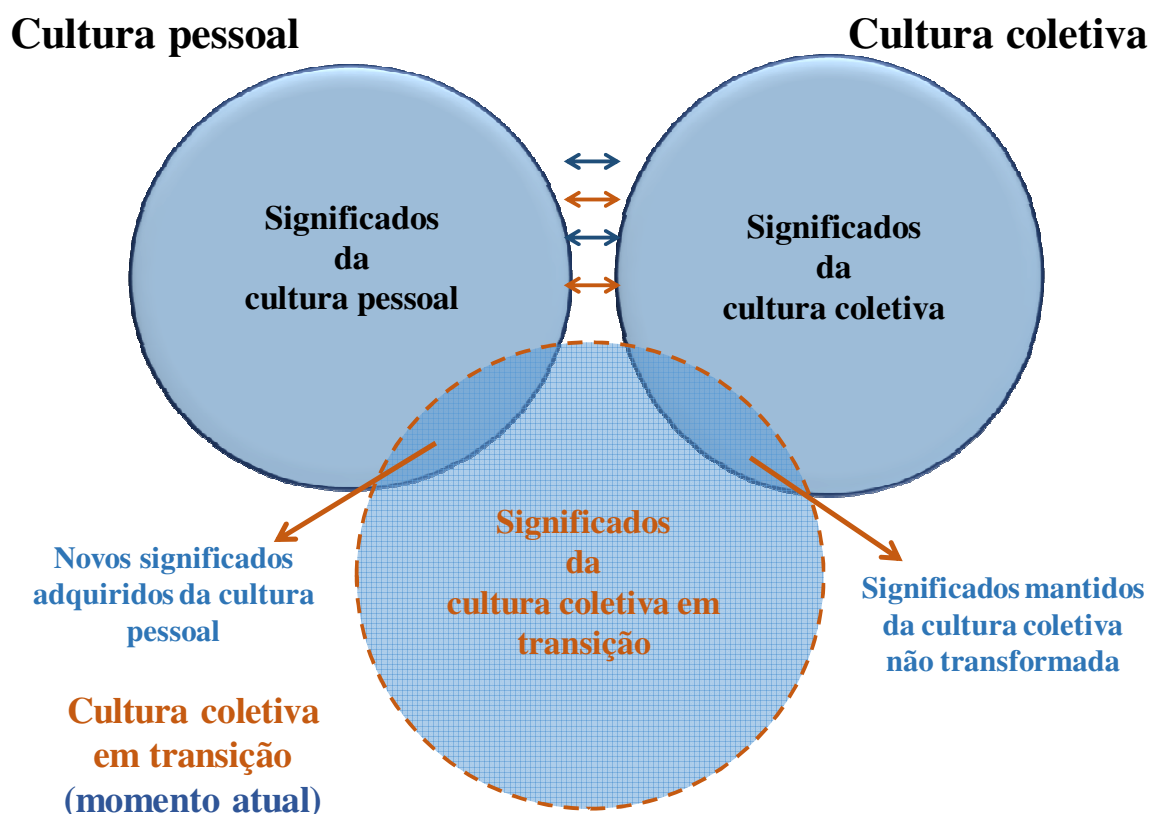 Cultura pessoal
Cultura coletiva
Significados
da
cultura pessoal
Significados
da
cultura coletiva
Significados
da
cultura coletiva em
transição
Novos significados
adquiridos da cultura
pessoal
Significados mantidos
da cultura coletiva
não transformada
Cultura coletiva
em transição
(momento atual)